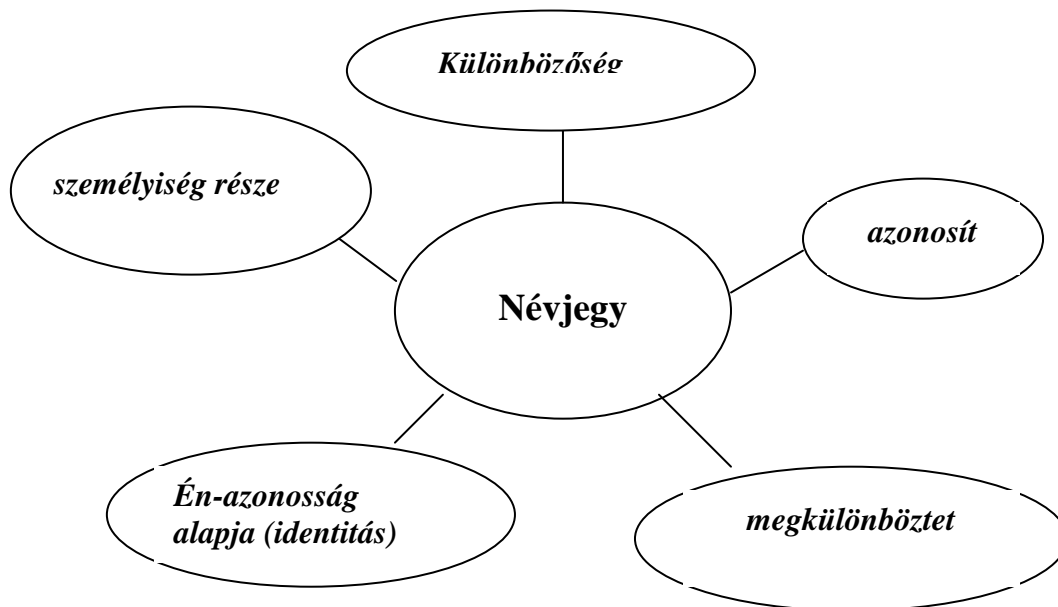 Különbözőség
személyiség része
azonosít
Névjegy
Én-azonosság
alapja (identitás)
megkülönböztet